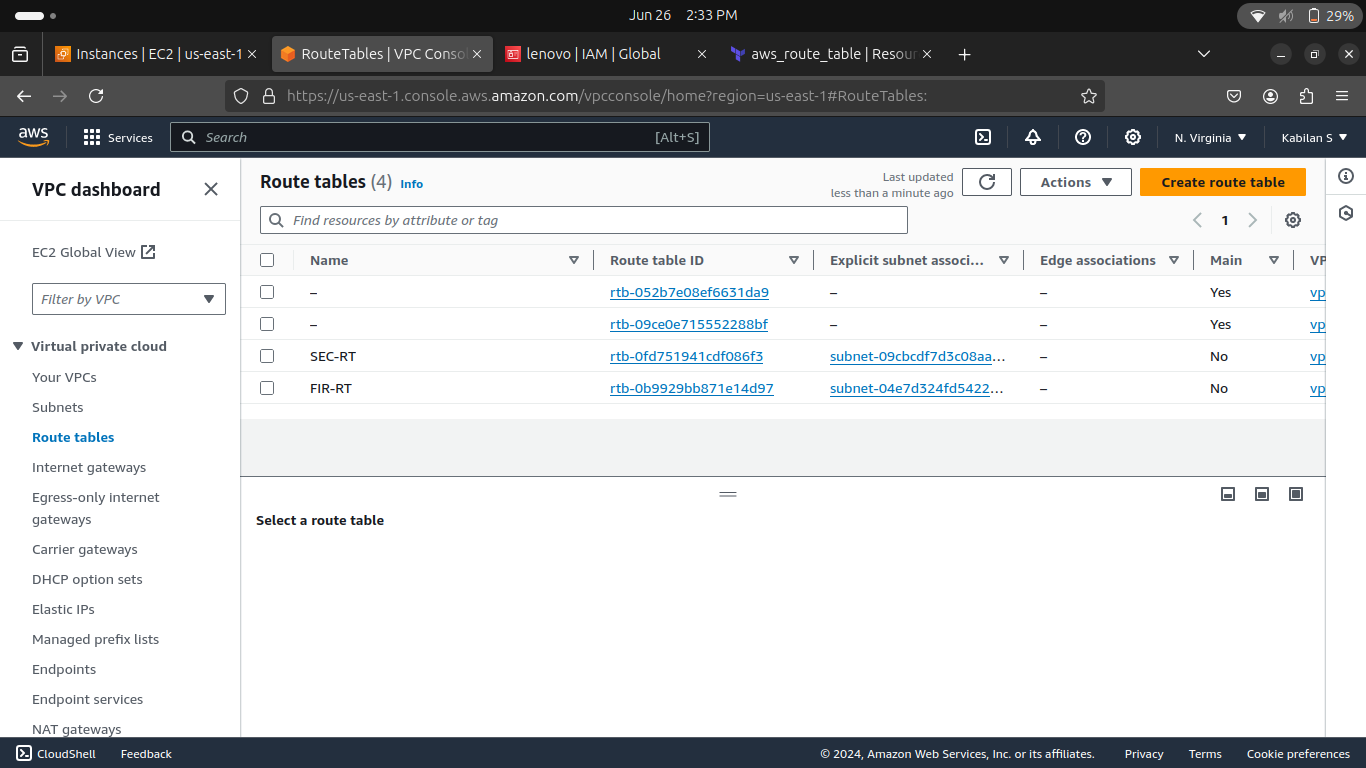 Jun 26 2:33 PM
29%
Instances | EC2 | us-east-1
RouteTables | VPC Conso
lenovo | IAM | Global
aws_route_table | Resour
https://us-east-1.console.aws.amazon.com/vpcconsole/home?region=us-east-1#RouteTables:
aws
Services
Search
[Alt+S]
N. Virginia
Kabilan S
VPC dashboard
EC2 Global View
Filter by VPC
Virtual private cloud
Your VPCs
Subnets
Route tables
Internet gateways
Egress-only internet
gateways
Carrier gateways
DHCP option sets
Elastic IPs
Managed prefix lists
Endpoints
Endpoint services
NAT gateways
Route tables (4) Info
Last updated
less than a minute ago
Actions
Create route table
Find resources by attribute or tag
1
Name Route table ID Explicit subnet associ... Edge associations Main VP
– rtb-052b7e08ef6631da9 – – Yes vp
– rtb-09ce0e715552288bf – – Yes vp
SEC-RT rtb-0fd751941cdf086f3 subnet-09cbcdf7d3c08aa... – No vp
FIR-RT rtb-0b9929bb871e14d97 subnet-04e7d324fd5422... – No vp
Select a route table
CloudShell Feedback © 2024, Amazon Web Services, Inc. or its affiliates. Privacy Terms Cookie preferences